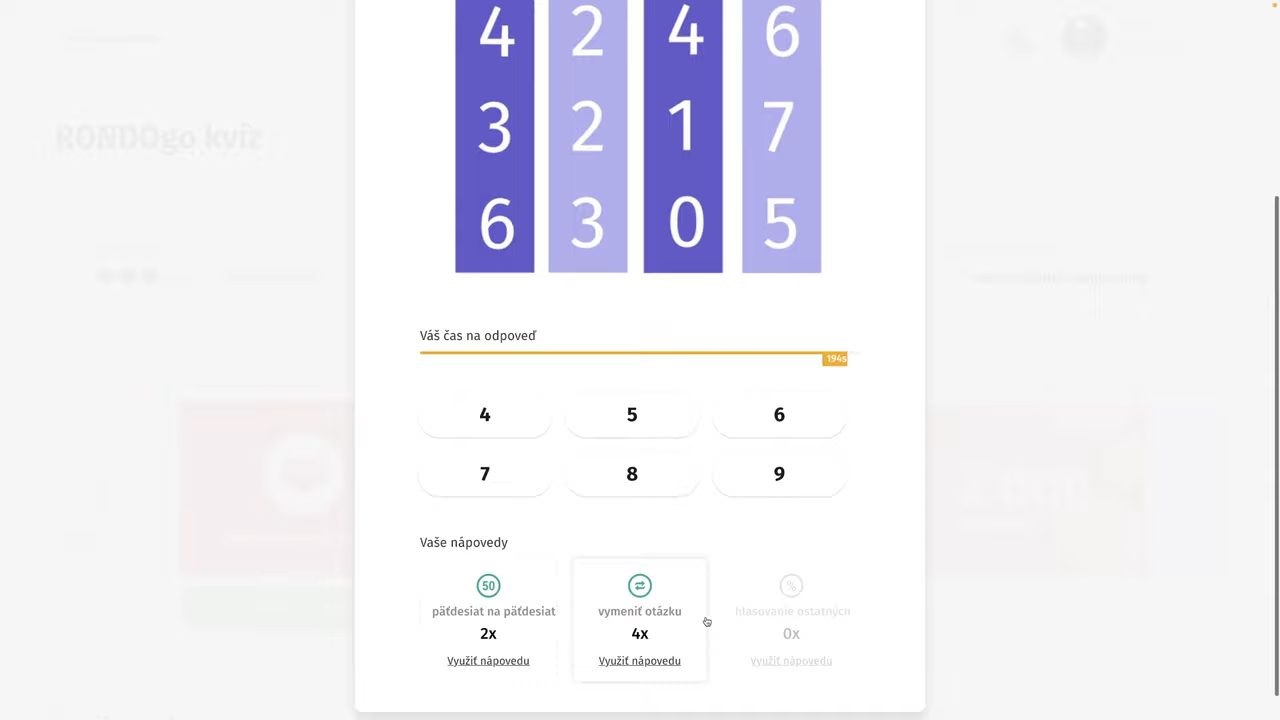 RONDOgo kvíz
4 2 4 6
3 2 1 7
6 3 0 5
Váš čas na odpoveď
194s
4 5 6
7 8 9
Vaše nápovedy
50
päťdesiat na päťdesiat
2x
Využiť nápovedu
vymeniť otázku
4x
Využiť nápovedu
%
hlasovanie ostatných
0x
Využiť nápovedu